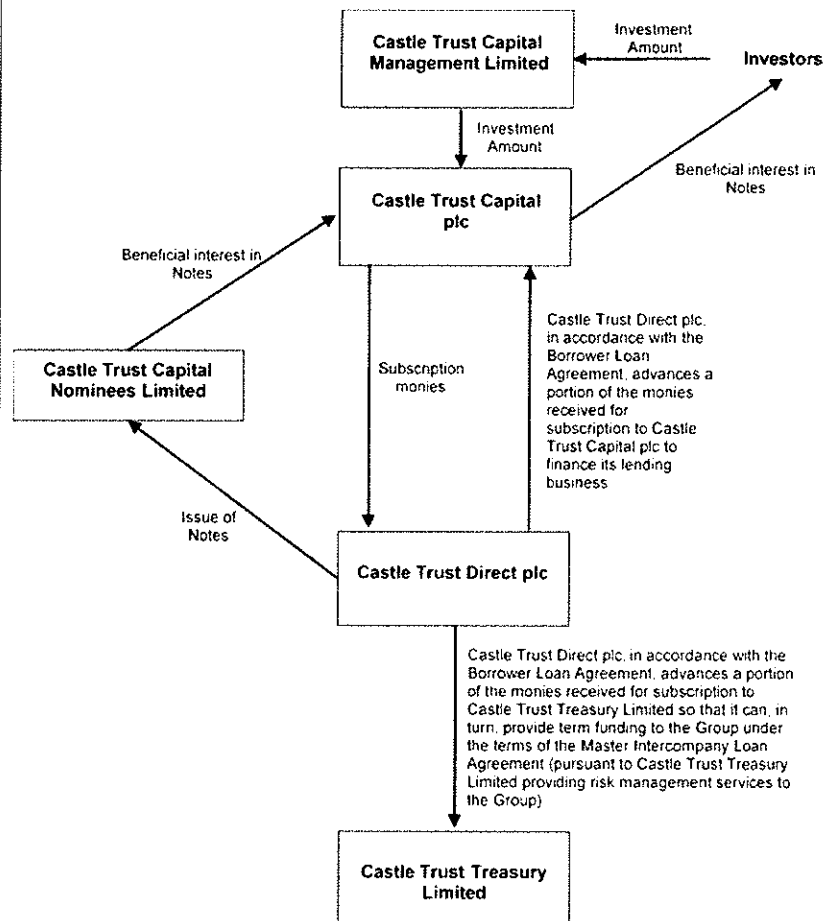 Castle Trust Capital
Management Limited
Investment
Amount
Investors
Investment
Amount
Castle Trust Capital
plc
Beneficial interest in
Notes
Beneficial interest in
Notes
Castle Trust Capital
Nominees Limited
Subscription
monies
Castle Trust Direct plc,
in accordance with the
Borrower Loan
Agreement, advances a
portion of the monies
received for
subscription to Castle
Trust Capital plc to
finance its lending
business
Issue of
Notes
Castle Trust Direct plc
Castle Trust Direct plc, in accordance with the
Borrower Loan Agreement, advances a portion
of the monies received for subscription to
Castle Trust Treasury Limited so that it can, in
turn, provide term funding to the Group under
the terms of the Master Intercompany Loan
Agreement (pursuant to Castle Trust Treasury
Limited providing risk management services to
the Group)
Castle Trust Treasury
Limited